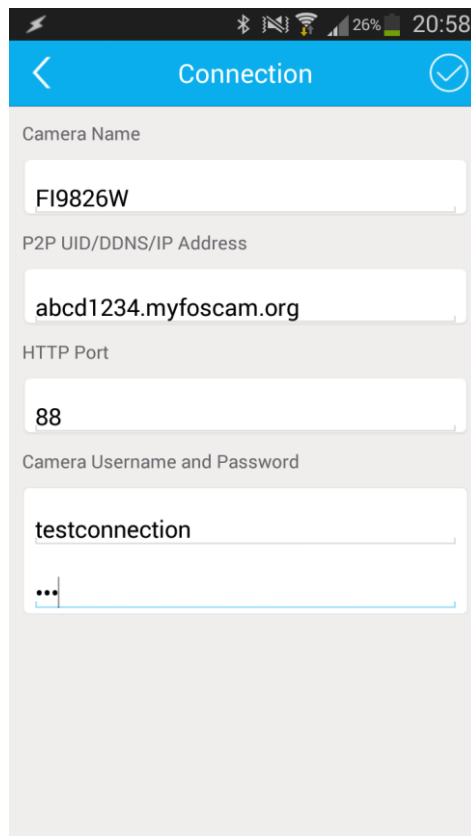 26% 20:58
Connection
Camera Name
FI9826W
P2P UID/DDNS/IP Address
abcd1234.myfoscam.org
HTTP Port
88
Camera Username and Password
testconnection
•••